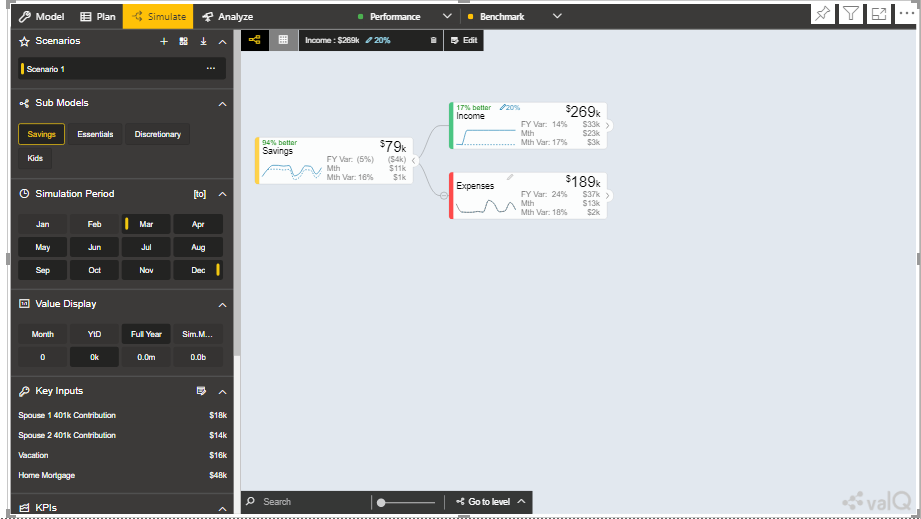 Model Plan Simulate Analyze Performance Benchmark
Scenarios
Income : $269k 20% Edit
Scenario 1
Sub Models
Savings Essentials Discretionary
Kids
94% better
Savings
$79k
FY Var: (5%) ($4k)
Mth $11k
Mth Var: 16% $1k
17% better 20%
Income
$269k
FY Var: 14% $33k
Mth $23k
Mth Var: 17% $3k
Expenses
$189k
FY Var: 24% $37k
Mth $13k
Mth Var: 18% $2k
Simulation Period [to]
Jan Feb Mar Apr
May Jun Jul Aug
Sep Oct Nov Dec
Value Display
Month YtD Full Year Sim.M...
0 0k 0.0m 0.0b
Key Inputs
Spouse 1 401k Contribution $18k
Spouse 2 401k Contribution $14k
Vacation $16k
Home Mortgage $48k
KPIs
Search Go to level
valQ